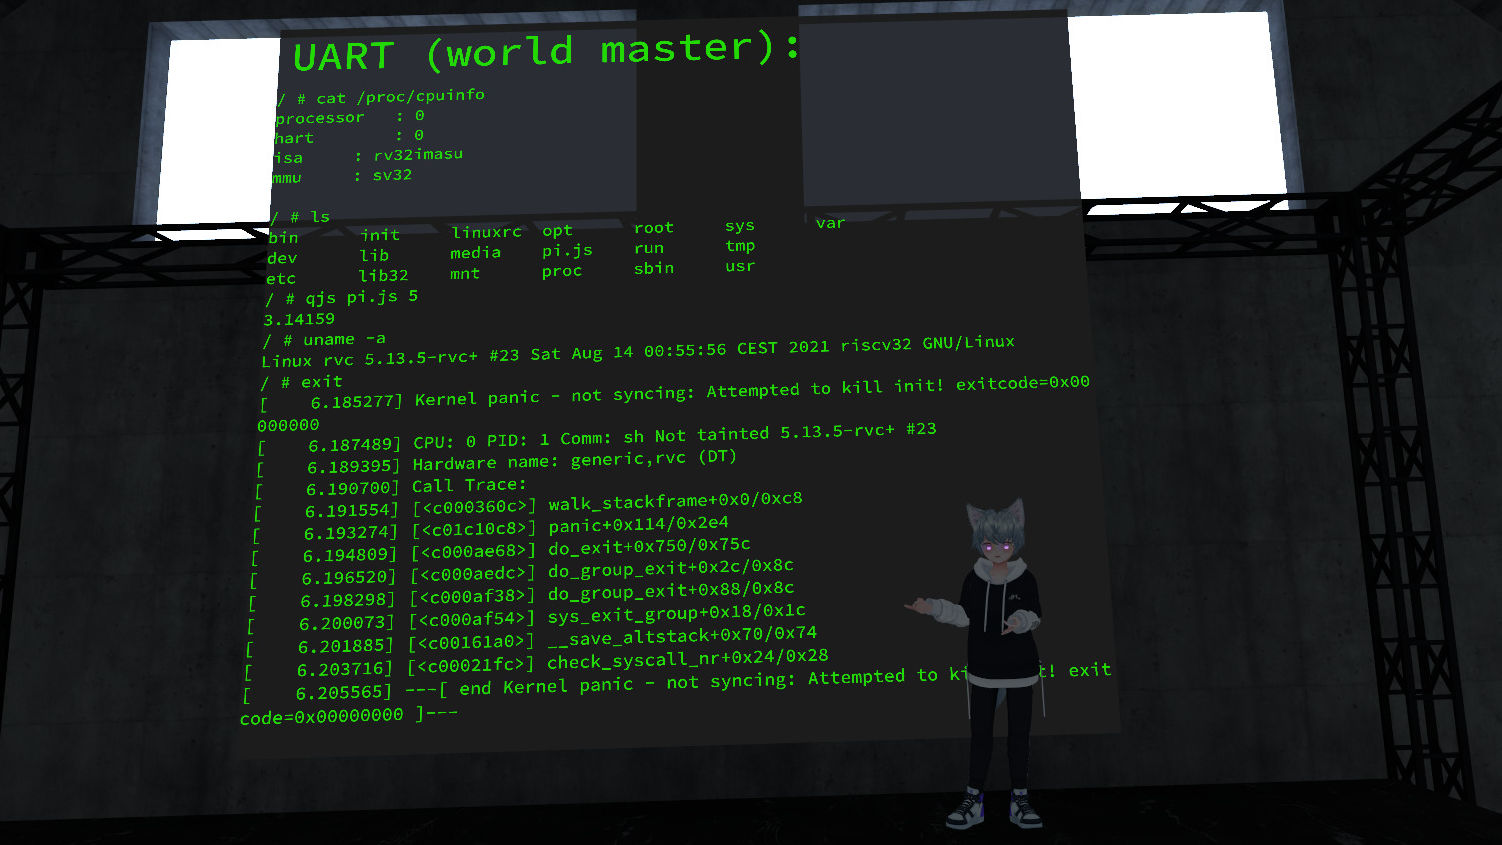 UART (world master):
/ # cat /proc/cpuinfo
processor : 0
hart : 0
isa : rv32imasu
mmu : sv32
/ # ls
bin init linuxrc opt root sys var
dev lib media pi.js run tmp
etc lib32 mnt proc sbin usr
/ # qjs pi.js 5
3.14159
/ # uname -a
Linux rvc 5.13.5-rvc+ #23 Sat Aug 14 00:55:56 CEST 2021 riscv32 GNU/Linux
/ # exit
[ 6.185277] Kernel panic - not syncing: Attempted to kill init! exitcode=0x00
000000
[ 6.187489] CPU: 0 PID: 1 Comm: sh Not tainted 5.13.5-rvc+ #23
[ 6.189395] Hardware name: generic,rvc (DT)
[ 6.190700] Call Trace:
[ 6.191554] [<c000360c>] walk_stackframe+0x0/0xc8
[ 6.193274] [<c01c10c8>] panic+0x114/0x2e4
[ 6.194809] [<c000ae68>] do_exit+0x750/0x75c
[ 6.196520] [<c000aedc>] do_group_exit+0x2c/0x8c
[ 6.198298] [<c000af38>] do_group_exit+0x88/0x8c
[ 6.200073] [<c000af54>] sys_exit_group+0x18/0x1c
[ 6.201885] [<c00161a0>] __save_altstack+0x70/0x74
[ 6.203716] [<c00021fc>] check_syscall_nr+0x24/0x28
[ 6.205565] ---[ end Kernel panic - not syncing: Attempted to ki t! exit
code=0x00000000 ]---